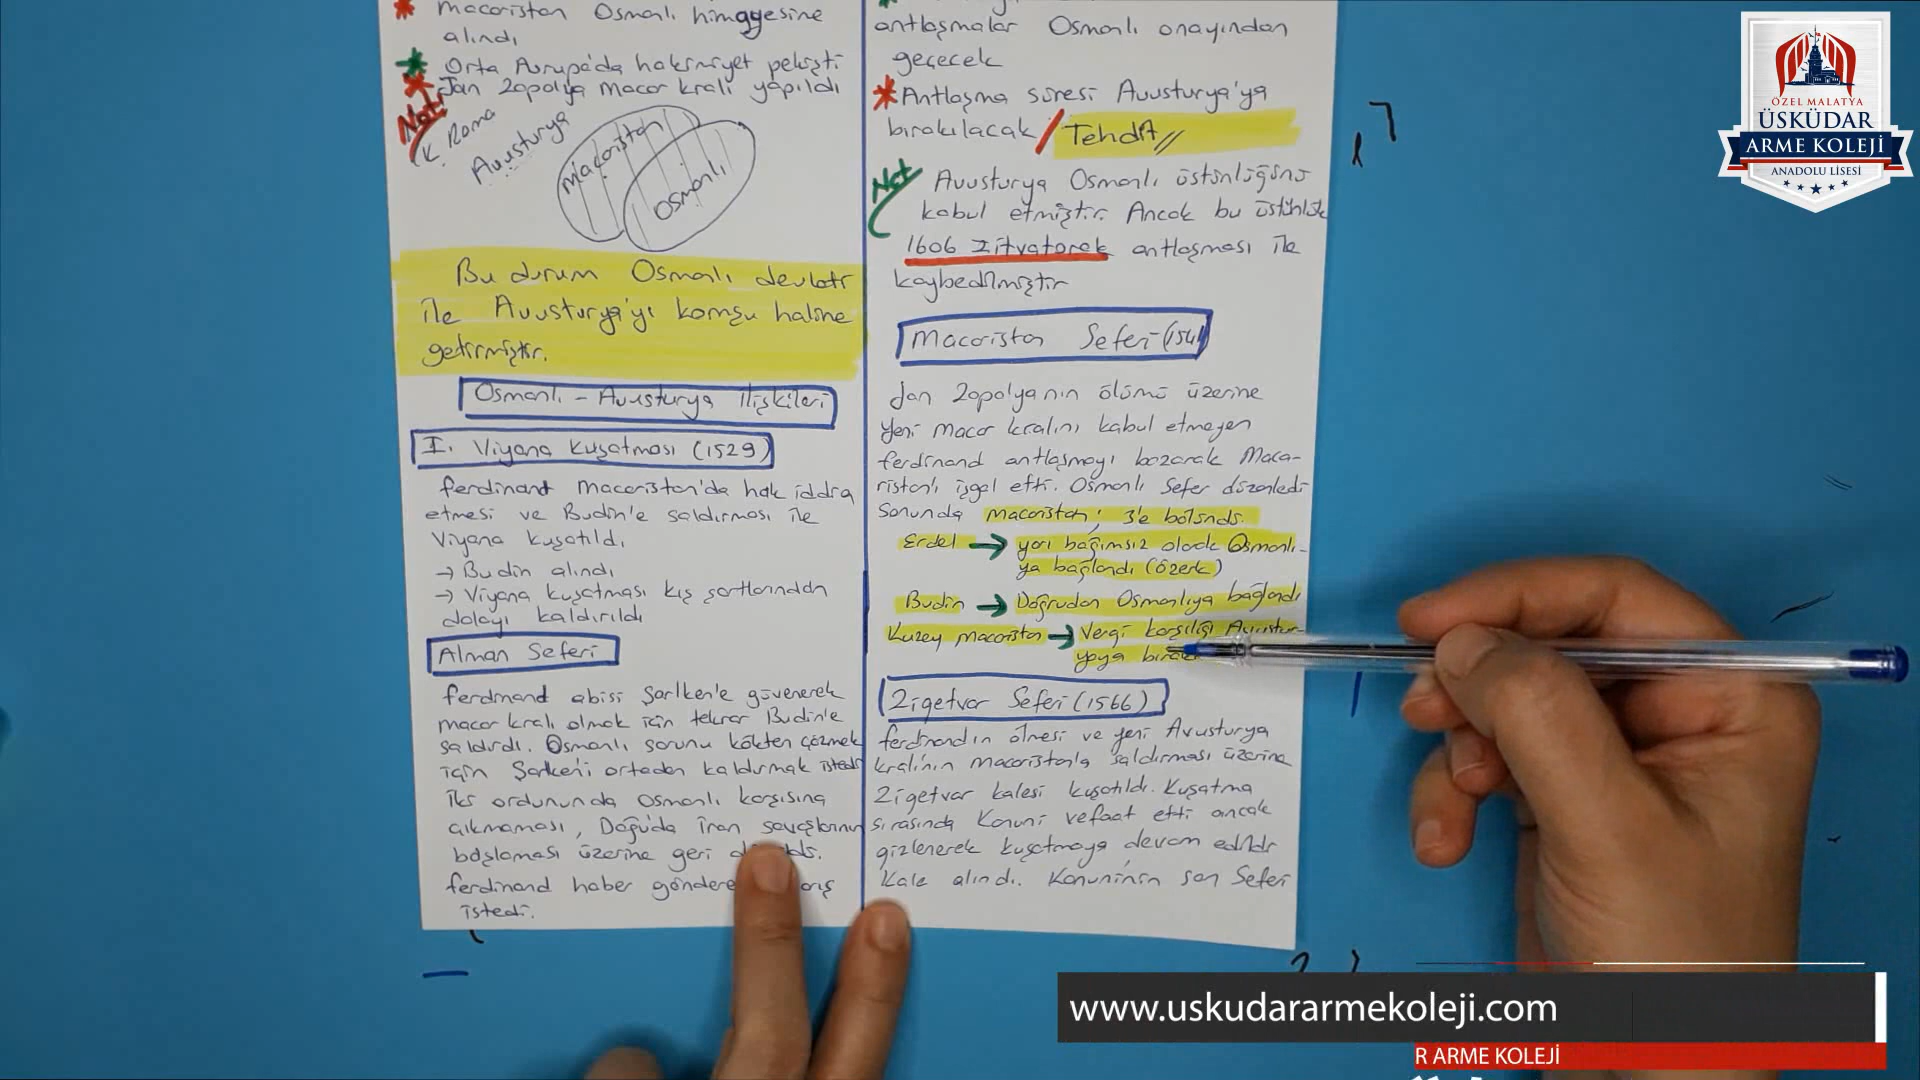 Macaristan Osmanlı himayesine
alındı
Orta Avrupa'da hakimiyet pekişti
Jan Zapolya macar kralı yapıldı
Not!
K. Roma
Avusturya
Macaristan
Osmanlı
Bu durum Osmanlı devleti
ile Avusturya'yı komşu haline
getirmiştir.
Osmanlı - Avusturya ilişkileri
I. Viyana Kuşatması (1529)
ferdinant Macaristan'da hak iddia
etmesi ve Budin'e saldırması ile
Viyana kuşatıldı
→ Budin alındı
→ Viyana kuşatması kış şartlarından
dolayı kaldırıldı
Alman Seferi
ferdinand abisi Şarlken'e güvenerek
macar kralı olmak için tekrar Budin'e
saldırdı. Osmanlı sorunu kökten çözmek
için Şarlken'i ortadan kaldırmak istedi
İki ordununda Osmanlı karşısına
çıkmaması, Doğu'da İran savaşlarının
başlaması üzerine geri
ferdinand haber
istedi.
antlaşmalar Osmanlı onayından
geçecek
Antlaşma süresi Avusturya'ya
bırakılacak / Tehdit //
Not
Avusturya Osmanlı üstünlüğünü
kabul etmiştir. Ancak bu üstünlük
1606 Zitvatorok antlaşması ile
kaybedilmiştir
Macaristan Seferi (1541
Jan Zapolya'nın ölümü üzerine
yeni macar kralını kabul etmeyen
ferdinand antlaşmayı bozarak Maca-
ristan'ı işgal etti. Osmanlı sefer düzenledi
Sonunda macaristan; 3'e bölündü.
Erdel → yarı bağımsız olarak Osmanlı-
ya bağlandı (özerk)
Budin → Doğrudan Osmanlıya bağlandı
Kuzey macaristan → Vergi karşılığı Avustur-
yaya
Zigetvar Seferi (1566)
ferdinandın ölmesi ve yeni Avusturya
kralı'nın Macaristan'a saldırması üzerine
Zigetvar kalesi kuşatıldı. Kuşatma
sırasında Kanuni vefaat etti ancak
gizlenerek kuşatmaya devam edildi
Kale alındı. Kanuni'nin son Seferi
ÖZEL MALATYA
ÜSKÜDAR
ARME KOLEJİ
ANADOLU LİSESİ
www.uskudararmekoleji.com
R ARME KOLEJİ